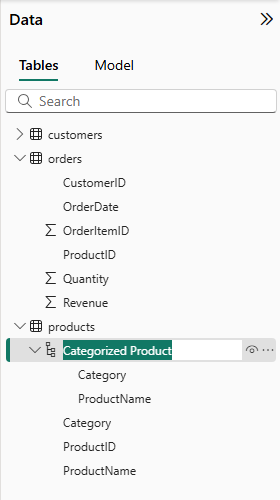 Data
Tables Model
Search
customers
orders
CustomerID
OrderDate
OrderItemID
ProductID
Quantity
Revenue
products
Categorized Product
Category
ProductName
Category
ProductID
ProductName